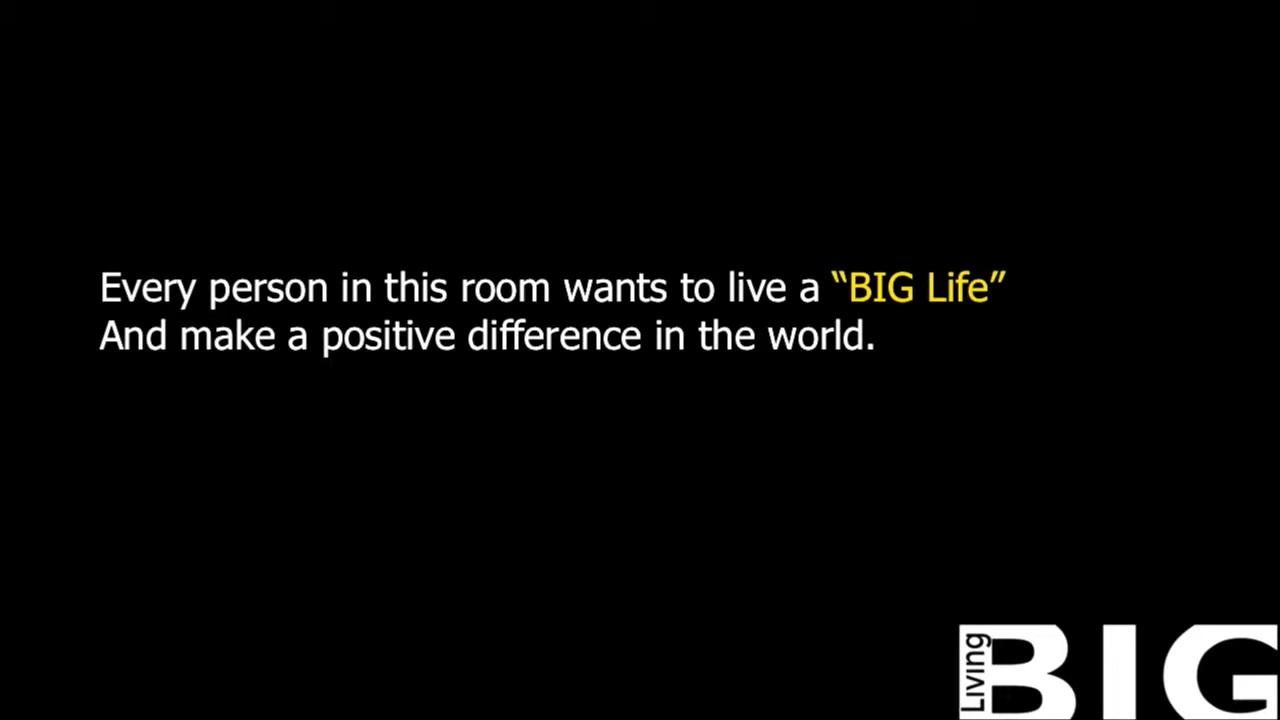 Every person in this room wants to live a “BIG Life”
And make a positive difference in the world.
Living
BIG